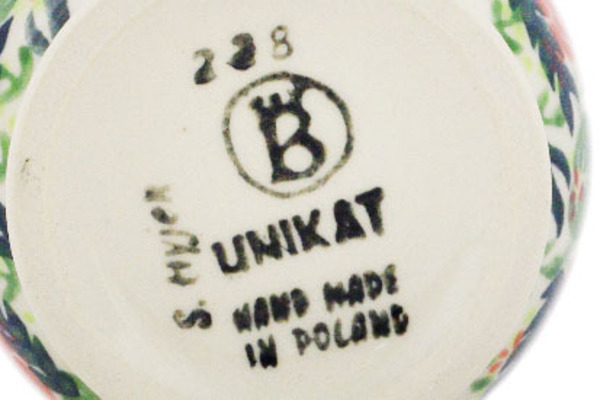 228
B
UNIKAT
HAND MADE
IN POLAND
S.